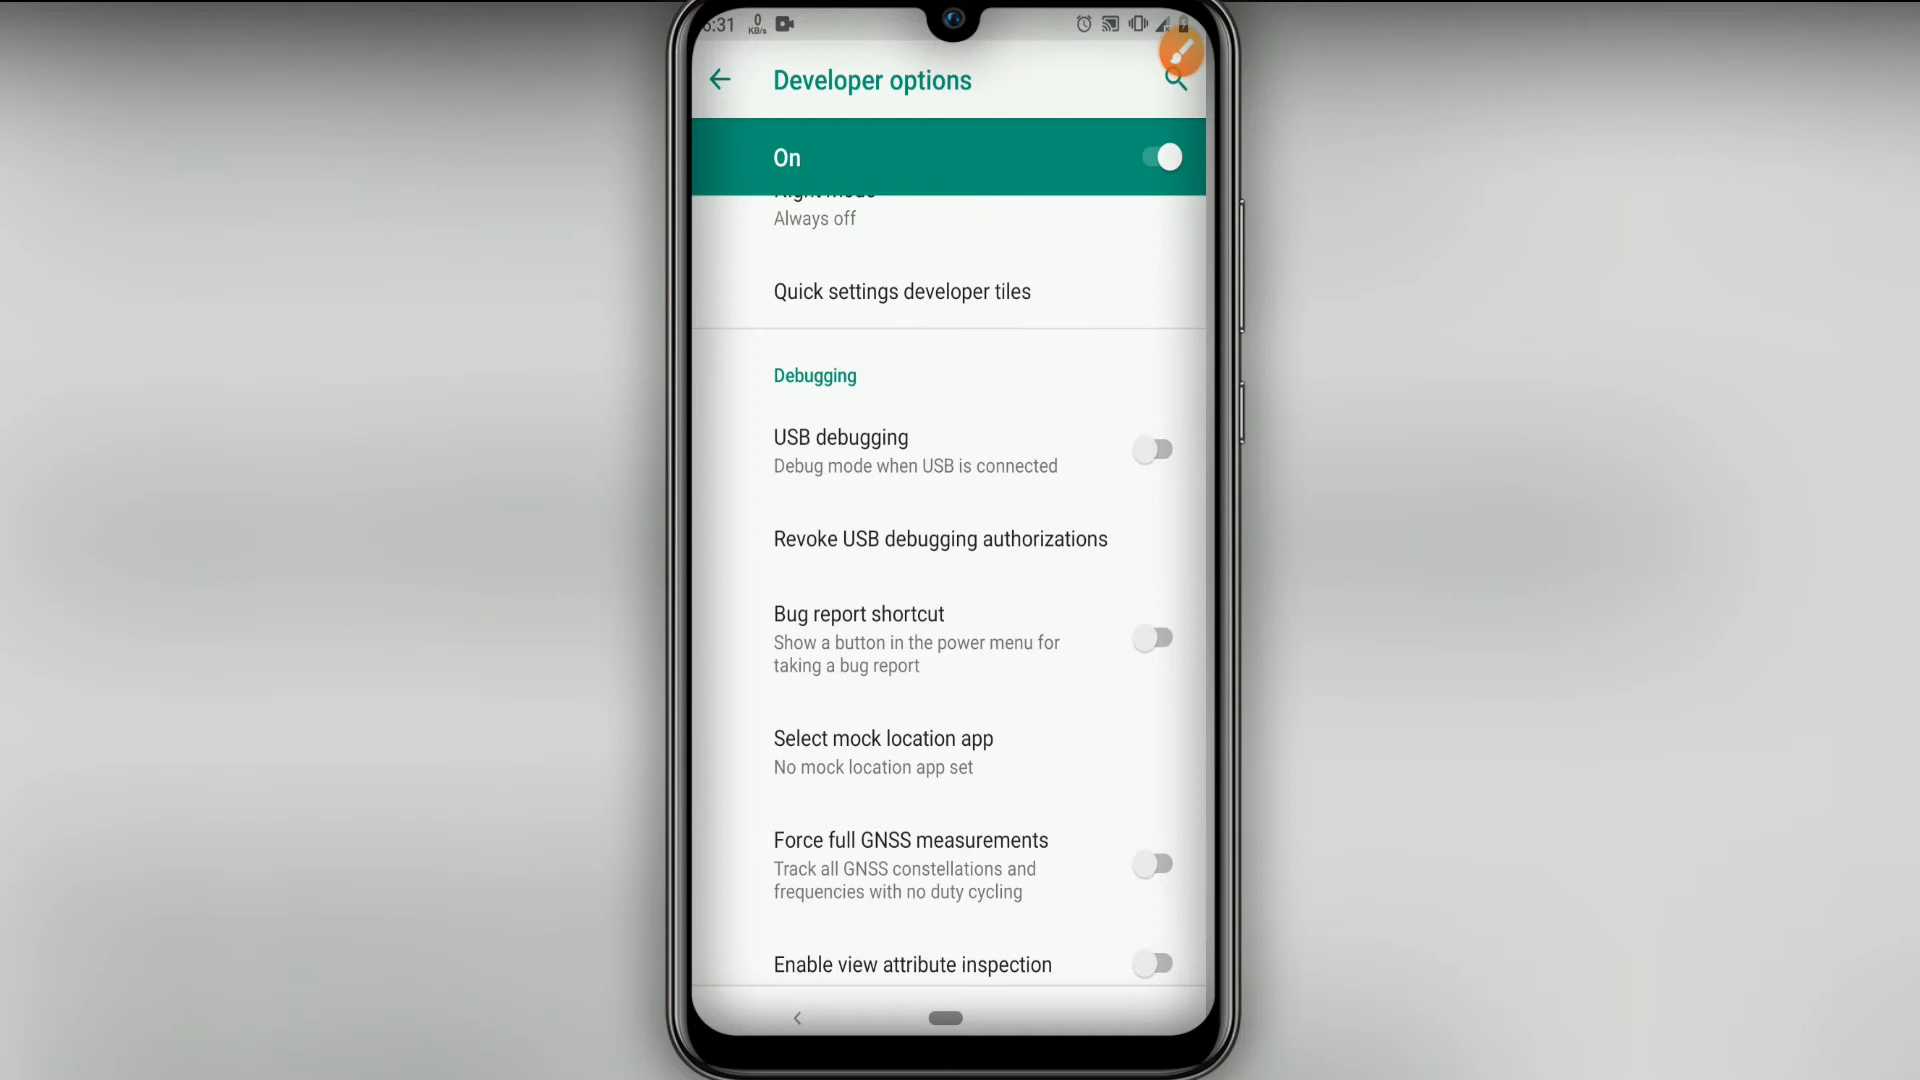 :31 0 KB/s
Developer options
On
Always off
Quick settings developer tiles
Debugging
USB debugging
Debug mode when USB is connected
Revoke USB debugging authorizations
Bug report shortcut
Show a button in the power menu for
taking a bug report
Select mock location app
No mock location app set
Force full GNSS measurements
Track all GNSS constellations and
frequencies with no duty cycling
Enable view attribute inspection